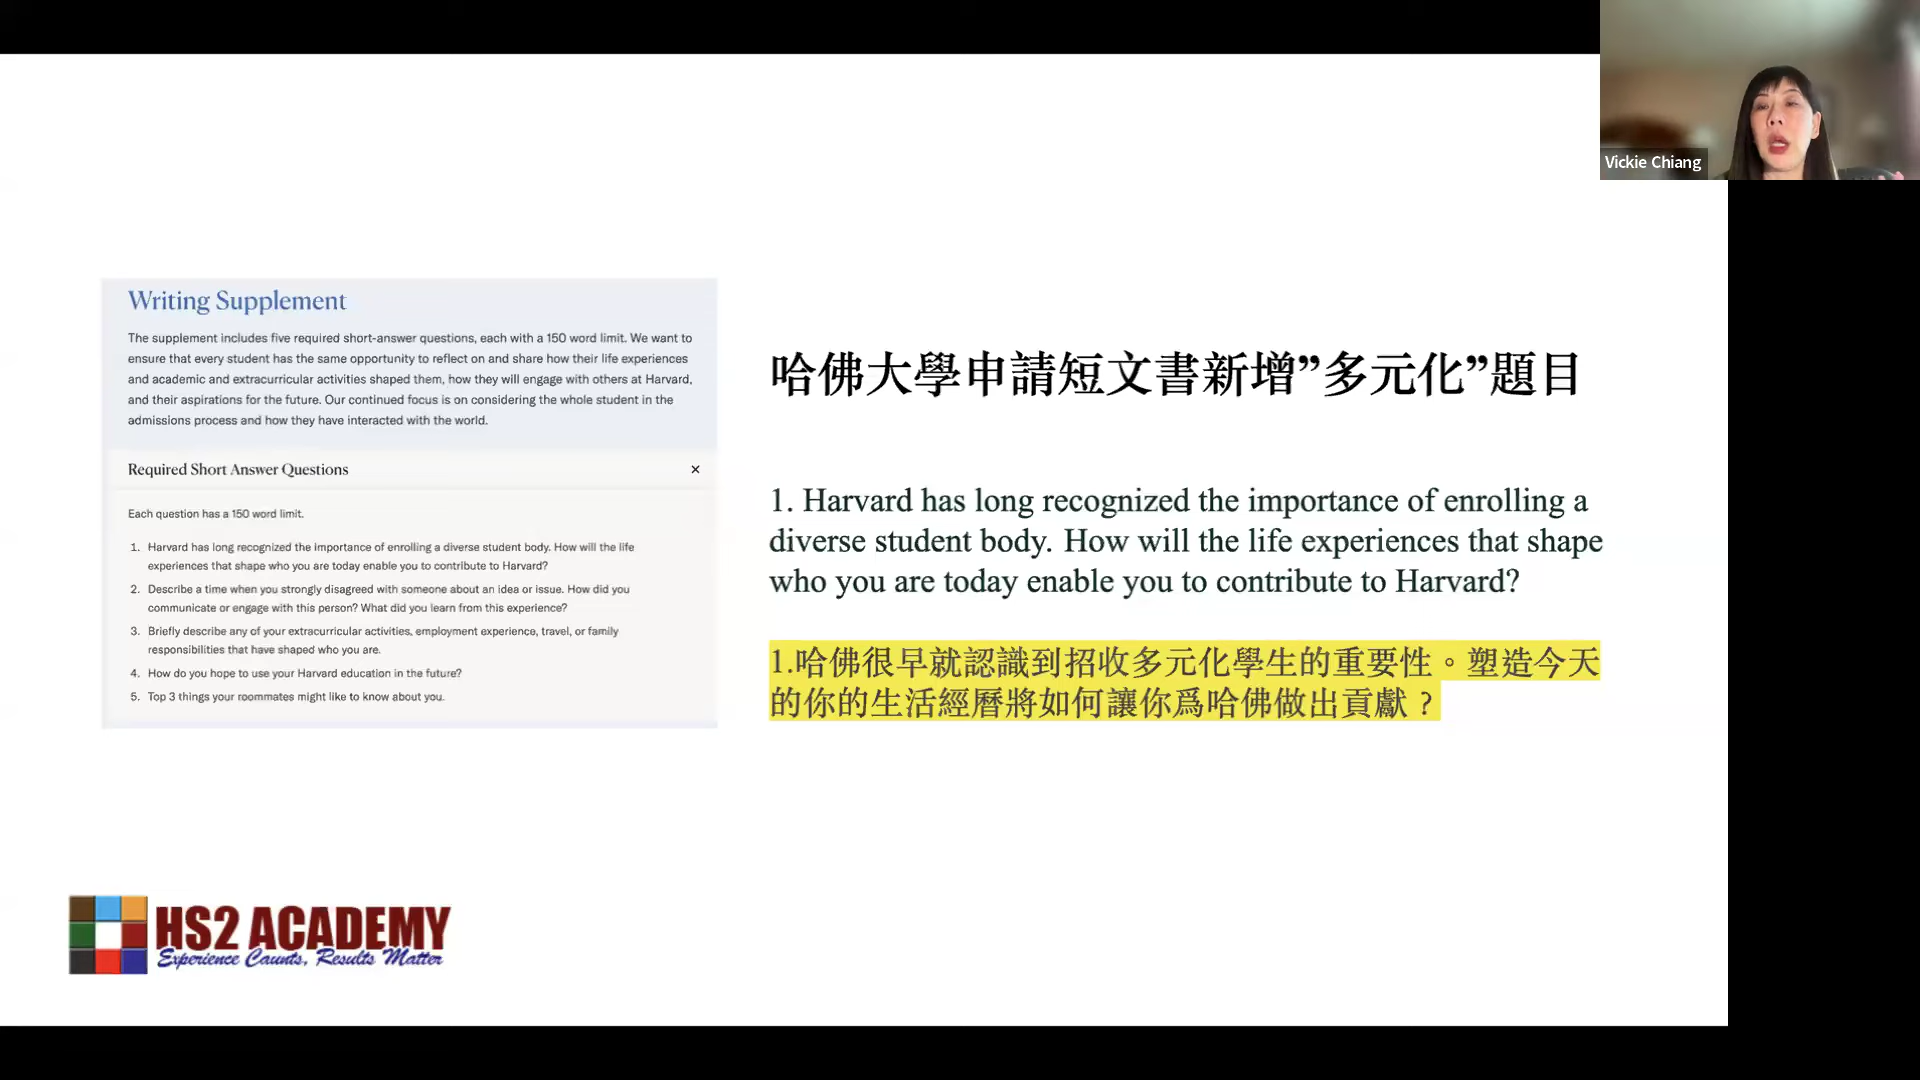 Vickie Chiang
Writing Supplement
The supplement includes five required short-answer questions, each with a 150 word limit. We want to
ensure that every student has the same opportunity to reflect on and share how their life experiences
and academic and extracurricular activities shaped them, how they will engage with others at Harvard,
and their aspirations for the future. Our continued focus is on considering the whole student in the
admissions process and how they have interacted with the world.
Required Short Answer Questions
Each question has a 150 word limit.
1. Harvard has long recognized the importance of enrolling a diverse student body. How will the life
experiences that shape who you are today enable you to contribute to Harvard?
2. Describe a time when you strongly disagreed with someone about an idea or issue. How did you
communicate or engage with this person? What did you learn from this experience?
3. Briefly describe any of your extracurricular activities, employment experience, travel, or family
responsibilities that have shaped who you are.
4. How do you hope to use your Harvard education in the future?
5. Top 3 things your roommates might like to know about you.
哈佛大學申請短文書新增”多元化”題目
1. Harvard has long recognized the importance of enrolling a
diverse student body. How will the life experiences that shape
who you are today enable you to contribute to Harvard?
1.哈佛很早就認識到招收多元化學生的重要性。塑造今天
的你的生活經曆將如何讓你爲哈佛做出貢獻？
HS2 ACADEMY
Experience Counts, Results Matter